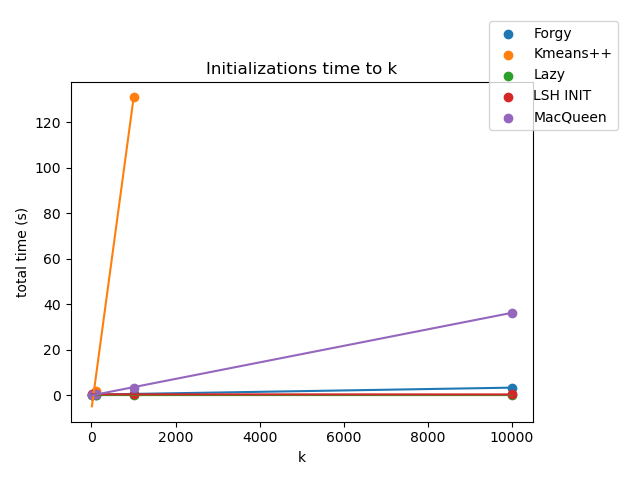 Initializations time to k
Forgy
Kmeans++
Lazy
LSH INIT
MacQueen
total time (s)
120
100
80
60
40
20
0
0
2000
4000
6000
8000
10000
k